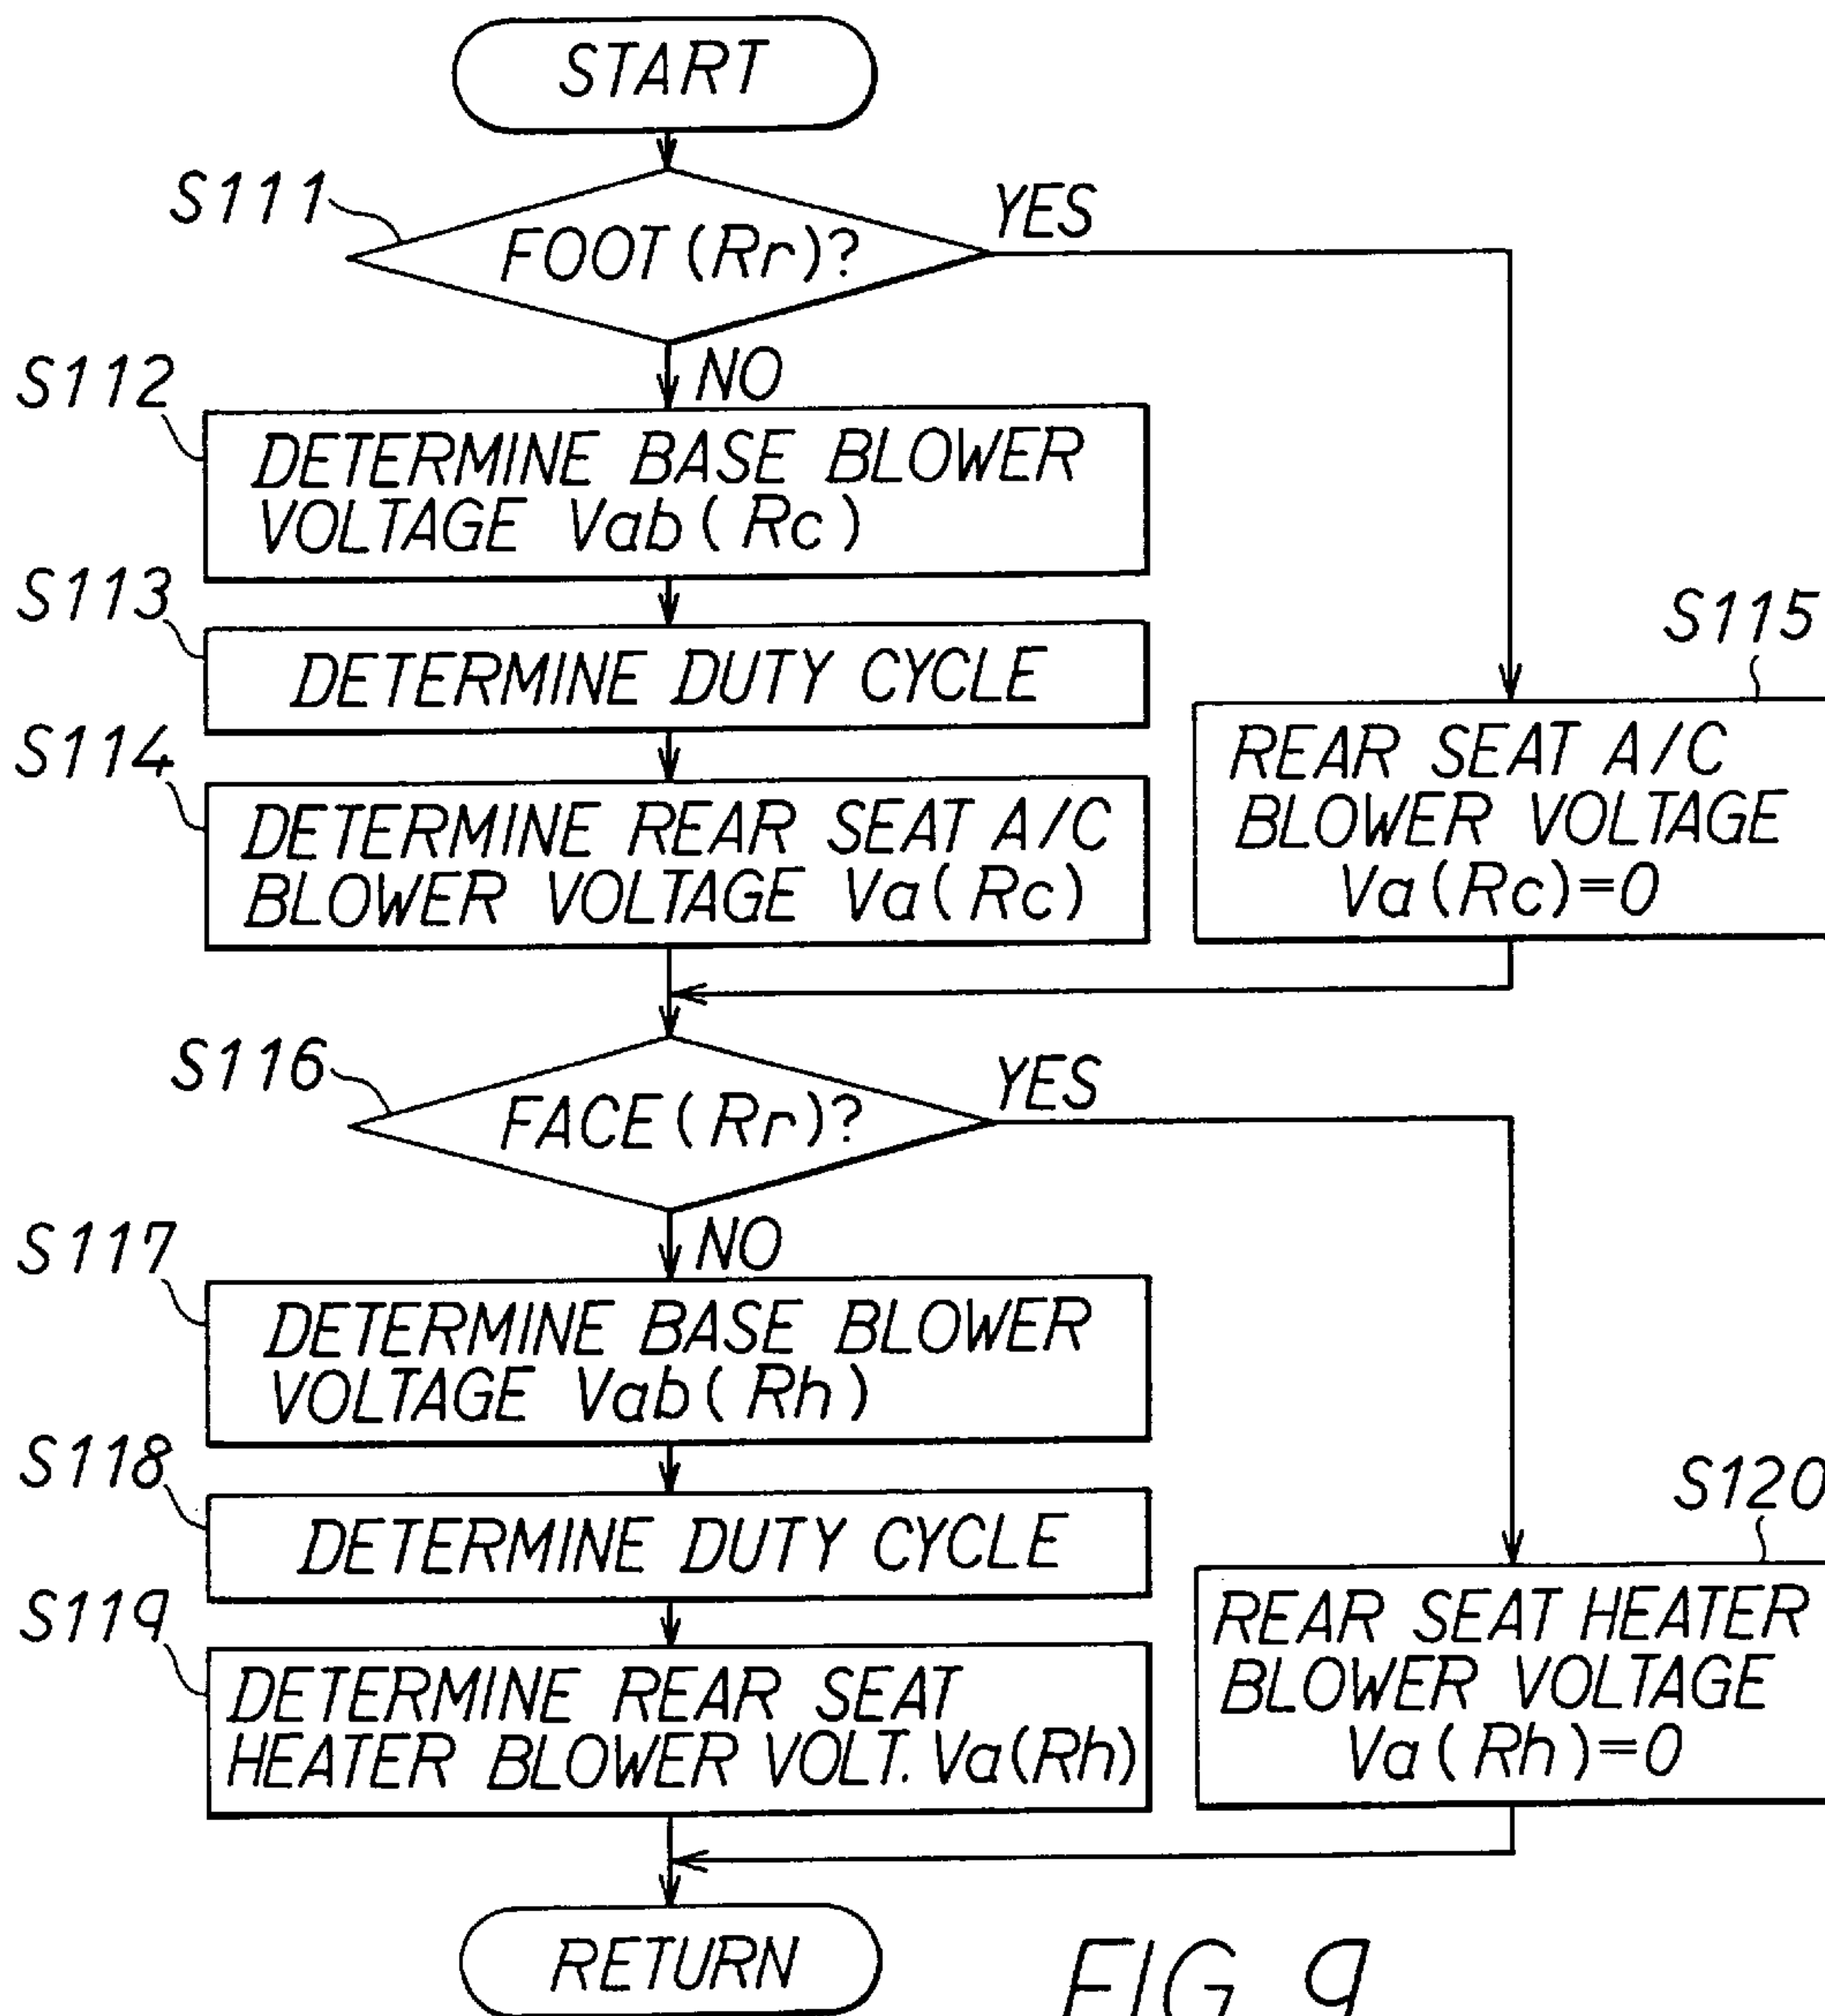 START
S111
FOOT(Rr)?
YES
NO
S112
DETERMINE BASE BLOWER
VOLTAGE Vab(Rc)
S113
DETERMINE DUTY CYCLE
S114
DETERMINE REAR SEAT A/C
BLOWER VOLTAGE Va(Rc)
S115
REAR SEAT A/C
BLOWER VOLTAGE
Va(Rc)=0
S116
FACE(Rr)?
YES
NO
S117
DETERMINE BASE BLOWER
VOLTAGE Vab(Rh)
S118
DETERMINE DUTY CYCLE
S119
DETERMINE REAR SEAT
HEATER BLOWER VOLT. Va(Rh)
S120
REAR SEAT HEATER
BLOWER VOLTAGE
Va(Rh)=0
RETURN
FIG. 9